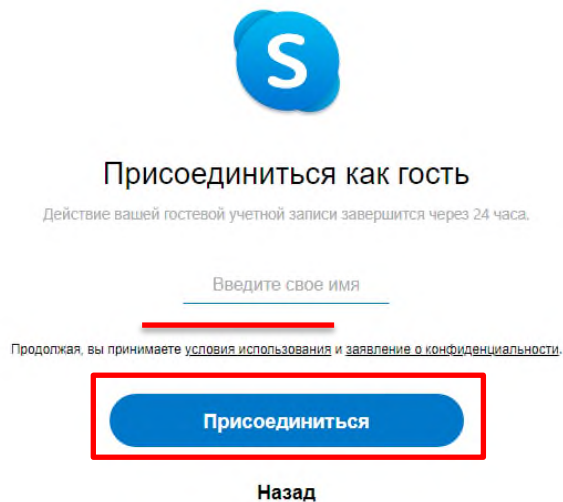 S
Присоединиться как гость
Действие вашей гостевой учетной записи завершится через 24 часа.
Введите свое имя
Продолжая, вы принимаете условия использования и заявление о конфиденциальности.
Присоединиться
Назад